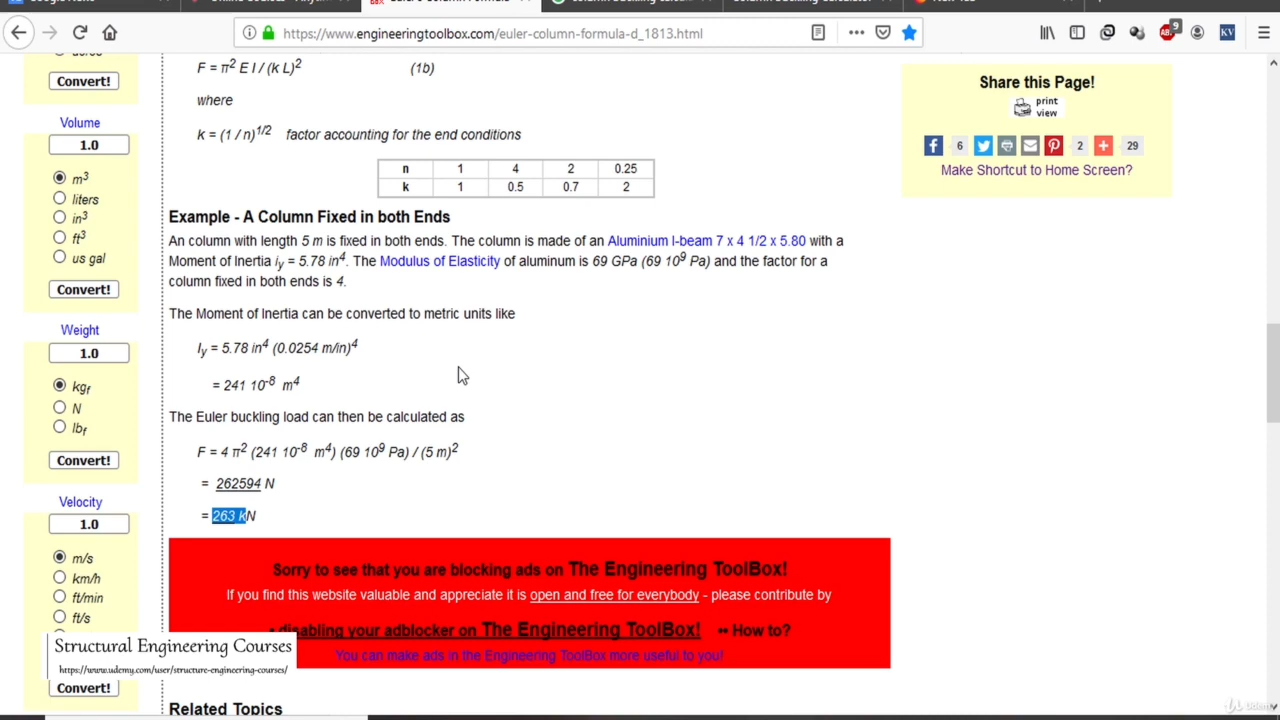 https://www.engineeringtoolbox.com/euler-column-formula-d_1813.html
9
KV
F = π² E I / (k L)² (1b)
where
k = (1 / n)^1/2 factor accounting for the end conditions
n 1 4 2 0.25
k 1 0.5 0.7 2
Example - A Column Fixed in both Ends
An column with length 5 m is fixed in both ends. The column is made of an Aluminium I-beam 7 x 4 1/2 x 5.80 with a
Moment of Inertia iy = 5.78 in⁴. The Modulus of Elasticity of aluminum is 69 GPa (69 10⁹ Pa) and the factor for a
column fixed in both ends is 4.
The Moment of Inertia can be converted to metric units like
Iy = 5.78 in⁴ (0.0254 m/in)⁴
= 241 10⁻⁸ m⁴
The Euler buckling load can then be calculated as
F = 4 π² (241 10⁻⁸ m⁴) (69 10⁹ Pa) / (5 m)²
= 262594 N
= 263 kN
Sorry to see that you are blocking ads on The Engineering ToolBox!
If you find this website valuable and appreciate it is open and free for everybody - please contribute by
• disabling your adblocker on The Engineering ToolBox! •• How to?
You can make ads in the Engineering ToolBox more useful to you!
Related Topics
Convert!
Volume
1.0
m³
liters
in³
ft³
us gal
Convert!
Weight
1.0
kgf
N
lbf
Convert!
Velocity
1.0
m/s
km/h
ft/min
ft/s
Convert!
Share this Page!
print
view
6
2
29
Make Shortcut to Home Screen?
Structural Engineering Courses
https://www.udemy.com/user/structure-engineering-courses/
Udemy